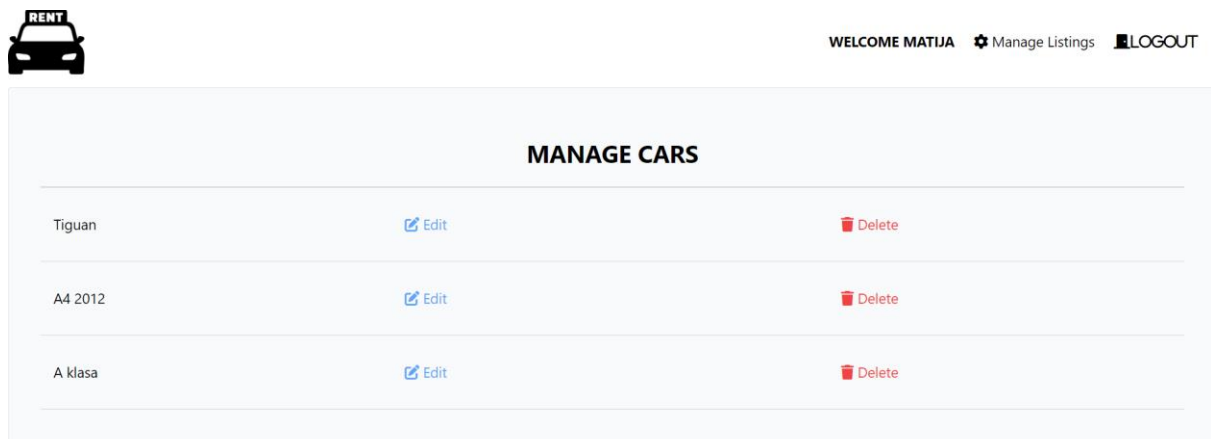 RENT
WELCOME MATIJA Manage Listings LOGOUT
MANAGE CARS
Tiguan Edit Delete
A4 2012 Edit Delete
A klasa Edit Delete